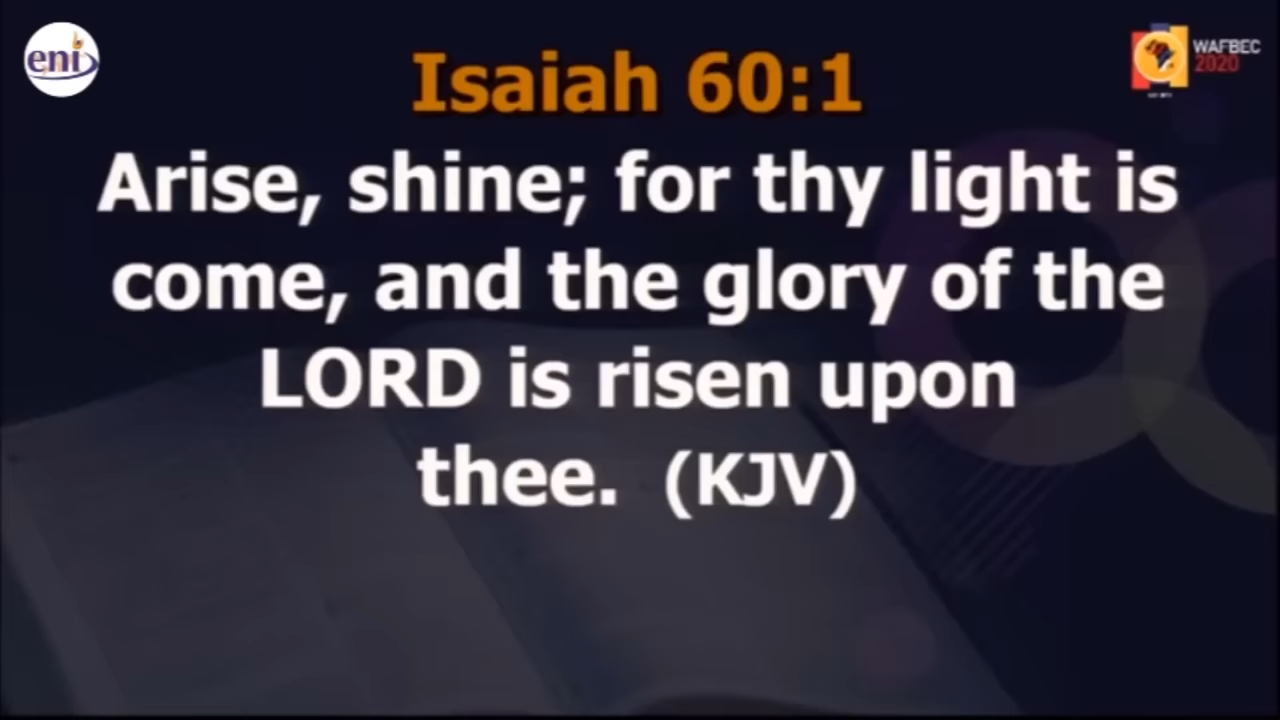 eni
WAFBEC
2020
Isaiah 60:1
Arise, shine; for thy light is
come, and the glory of the
LORD is risen upon
thee. (KJV)